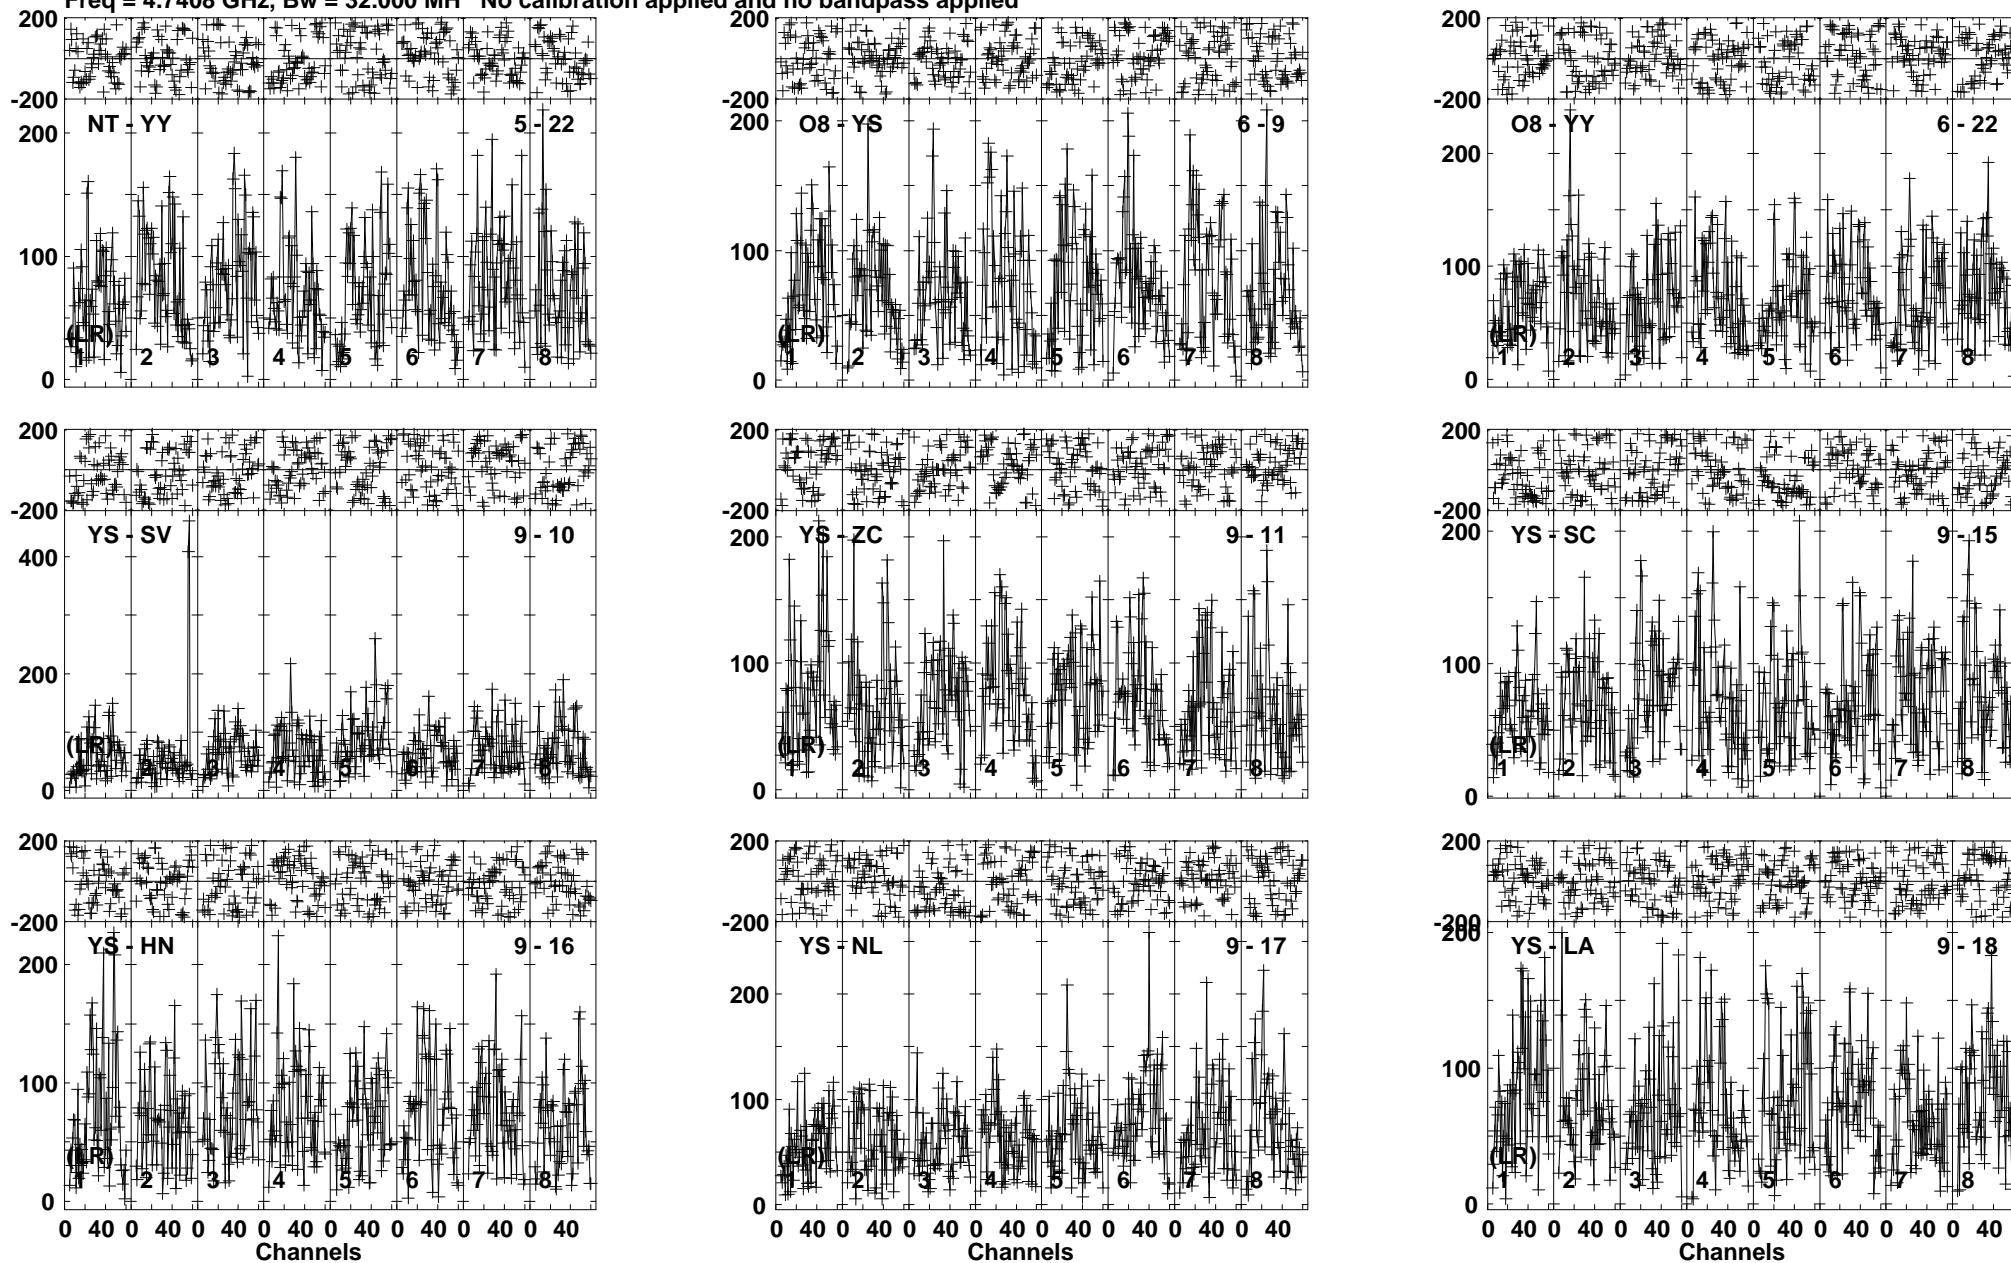 Freq = 4.7408 GHz, Bw = 32.000 MH No calibration applied and no bandpass applied
200 200 200
-200 -200 -200
NT - YY 5 - 22 O8 - YS 6 - 9 O8 - YY 6 - 22
200 200 200
100 100 100
(LR) (LR) (LR)
1 2 3 4 5 6 7 8 1 2 3 4 5 6 7 8 1 2 3 4 5 6 7 8
0 0 0
200 200 200
-200 -200 -200
YS - SV 9 - 10 YS - ZC 9 - 11 YS - SC 9 - 15
400 200 200
200 100 100
(LR) (LR) (LR)
1 2 3 4 5 6 7 8 1 2 3 4 5 6 7 8 1 2 3 4 5 6 7 8
0 0 0
200 200 200
-200 -200 -200
YS - HN 9 - 16 YS - NL 9 - 17 YS - LA 9 - 18
200 200 200
100 100 100
(LR) (LR) (LR)
1 2 3 4 5 6 7 8 1 2 3 4 5 6 7 8 1 2 3 4 5 6 7 8
0 0 0
0 40 0 40 0 40 0 40 0 40 0 40 0 40 0 40 0 40 0 40 0 40 0 40 0 40 0 40 0 40 0 40 0 40 0 40 0 40 0 40 0 40 0 40 0 40 0 40
Channels Channels Channels